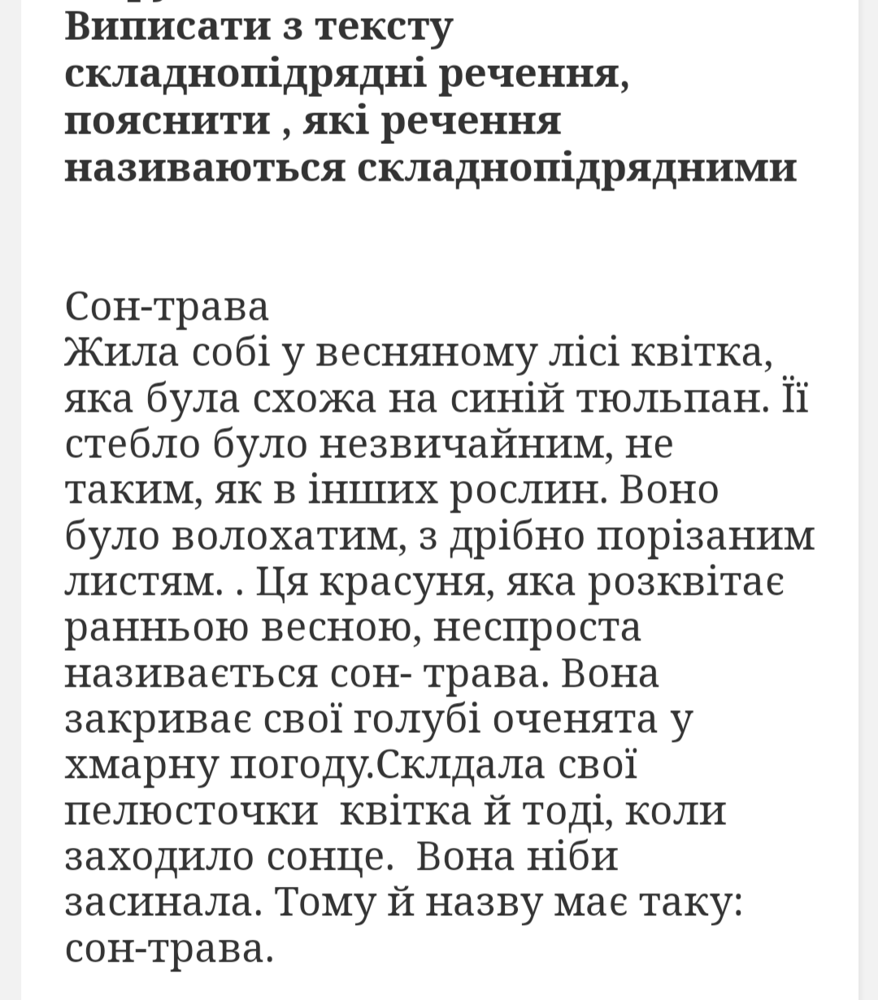 Виписати з тексту
складнопідрядні речення,
пояснити , які речення
називаються складнопідрядними
Сон-трава
Жила собі у весняному лісі квітка,
яка була схожа на синій тюльпан. Її
стебло було незвичайним, не
таким, як в інших рослин. Воно
було волохатим, з дрібно порізаним
листям. . Ця красуня, яка розквітає
ранньою весною, неспроста
називається сон- трава. Вона
закриває свої голубі оченята у
хмарну погоду.Склдала свої
пелюсточки  квітка й тоді, коли
заходило сонце.  Вона ніби
засинала. Тому й назву має таку:
сон-трава.